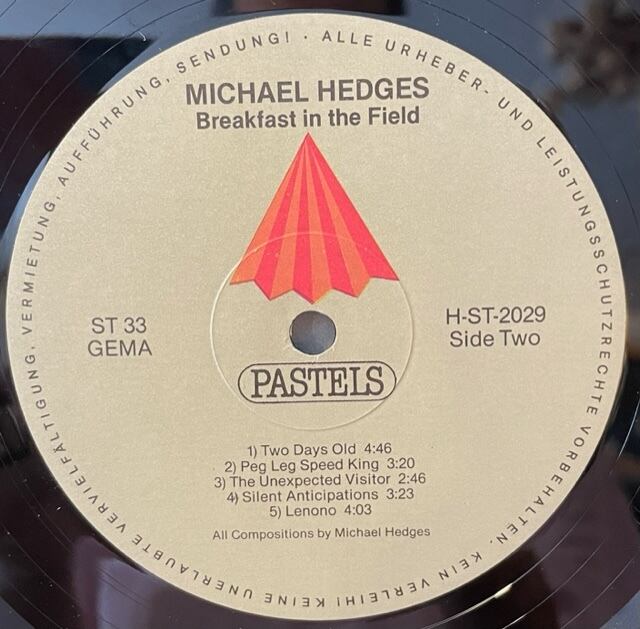 ALLE URHEBER- UND LEISTUNGSSCHUTZRECHTE VORBEHALTEN. KEIN VERLEIH! KEINE UNERLAUBTE VERVIELFÄLTIGUNG, VERMIETUNG, AUFFÜHRUNG, SENDUNG! ·
MICHAEL HEDGES
Breakfast in the Field
ST 33
GEMA
H-ST-2029
Side Two
PASTELS
1) Two Days Old 4:46
2) Peg Leg Speed King 3:20
3) The Unexpected Visitor 2:46
4) Silent Anticipations 3:23
5) Lenono 4:03
All Compositions by Michael Hedges